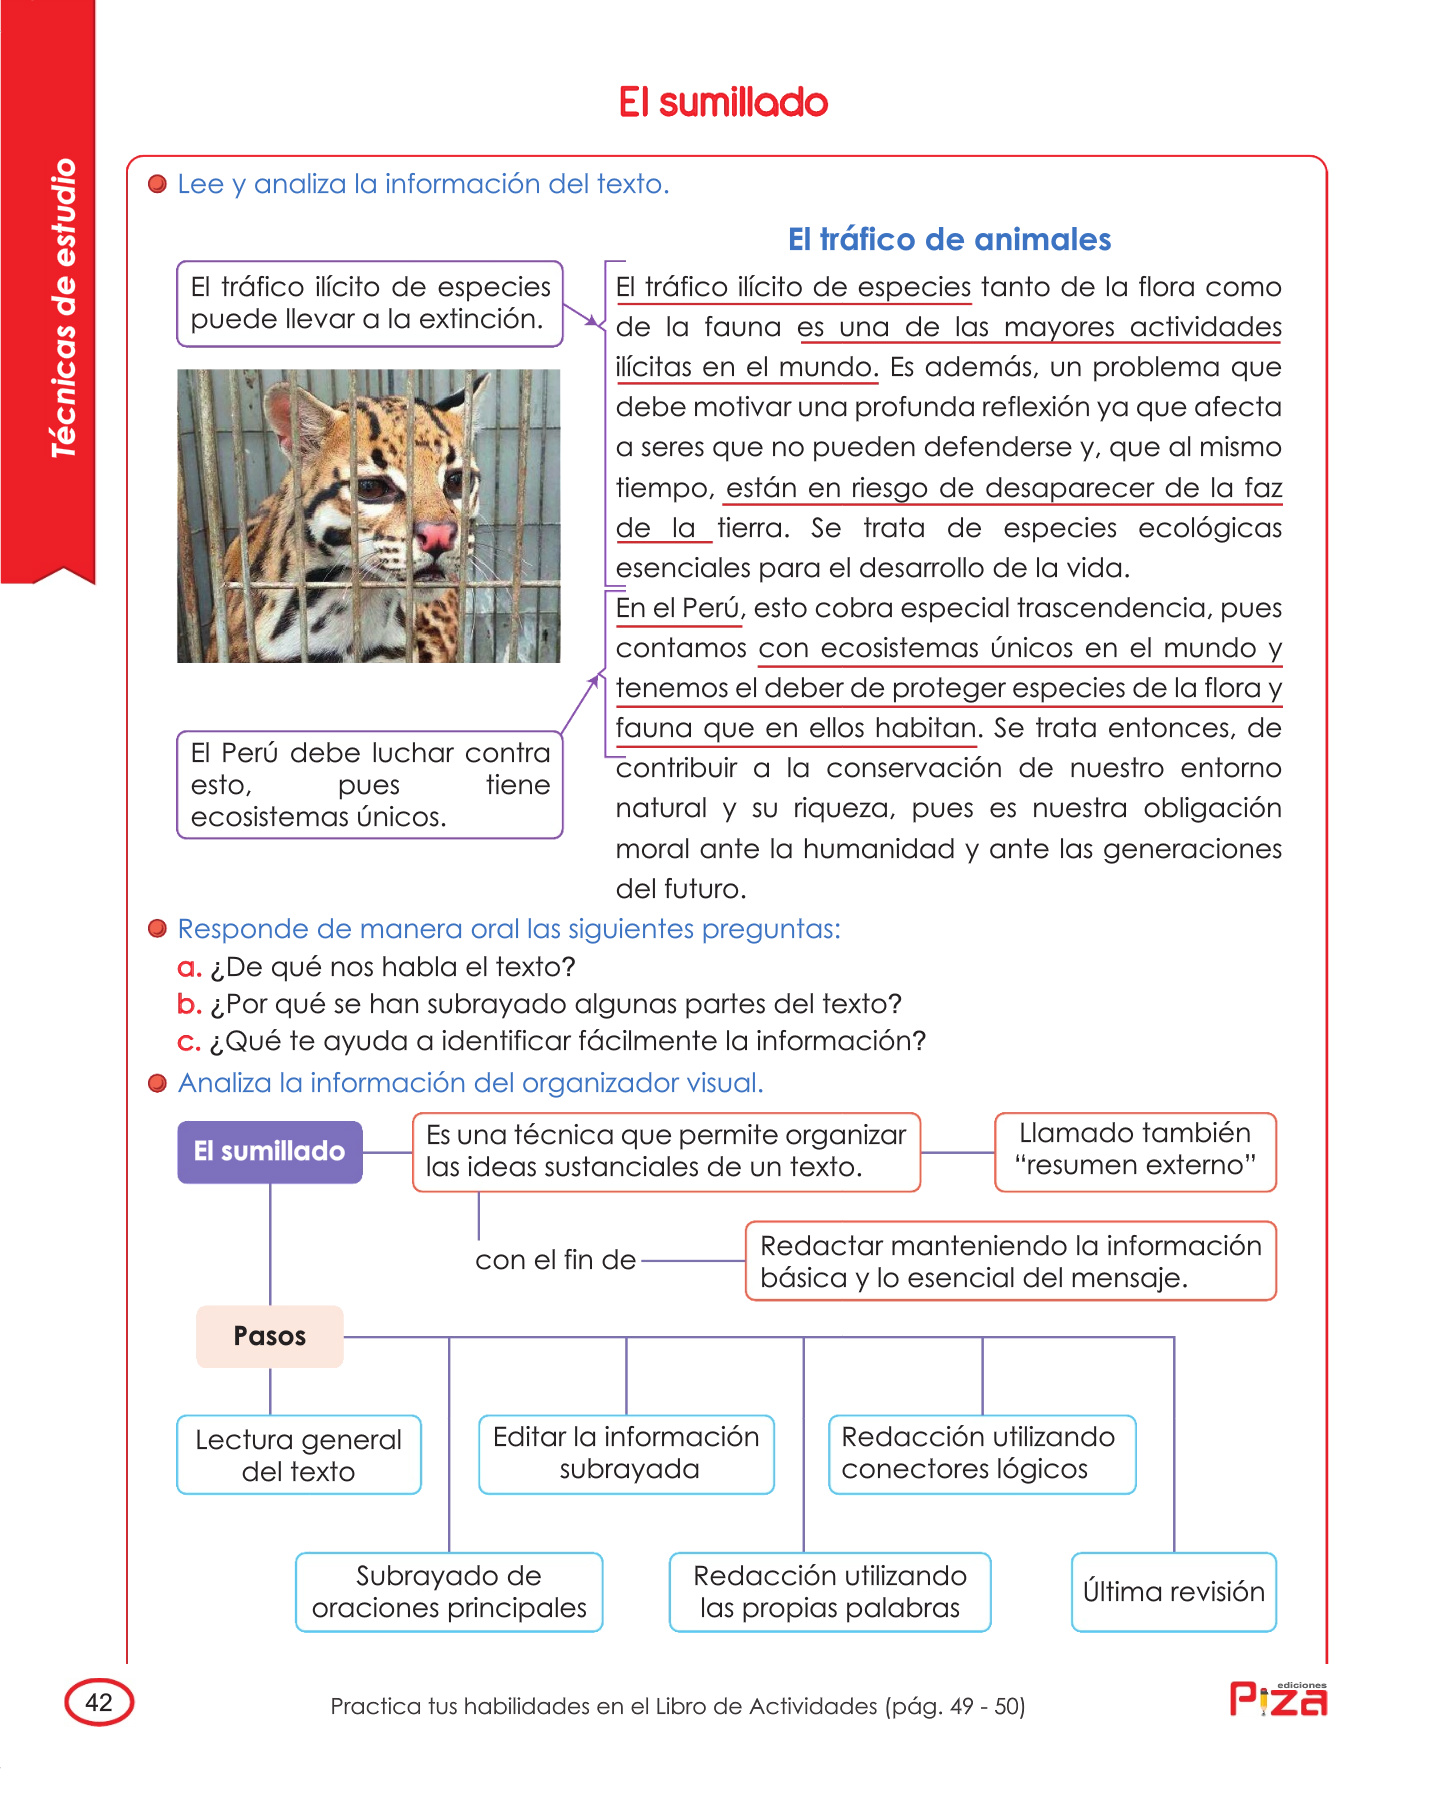 Técnicas de estudio
El sumillado
Lee y analiza la información del texto.
El tráfico de animales
El tráfico ilícito de especies
puede llevar a la extinción.
El tráfico ilícito de especies tanto de la flora como
de la fauna es una de las mayores actividades
ilícitas en el mundo. Es además, un problema que
debe motivar una profunda reflexión ya que afecta
a seres que no pueden defenderse y, que al mismo
tiempo, están en riesgo de desaparecer de la faz
de la tierra. Se trata de especies ecológicas
esenciales para el desarrollo de la vida.
En el Perú, esto cobra especial trascendencia, pues
contamos con ecosistemas únicos en el mundo y
tenemos el deber de proteger especies de la flora y
fauna que en ellos habitan. Se trata entonces, de
contribuir a la conservación de nuestro entorno
natural y su riqueza, pues es nuestra obligación
moral ante la humanidad y ante las generaciones
del futuro.
El Perú debe luchar contra
esto, pues tiene
ecosistemas únicos.
Responde de manera oral las siguientes preguntas:
a. ¿De qué nos habla el texto?
b. ¿Por qué se han subrayado algunas partes del texto?
c. ¿Qué te ayuda a identificar fácilmente la información?
Analiza la información del organizador visual.
El sumillado
Es una técnica que permite organizar
las ideas sustanciales de un texto.
Llamado también
“resumen externo”
con el fin de
Redactar manteniendo la información
básica y lo esencial del mensaje.
Pasos
Lectura general
del texto
Editar la información
subrayada
Redacción utilizando
conectores lógicos
Subrayado de
oraciones principales
Redacción utilizando
las propias palabras
Última revisión
42
Practica tus habilidades en el Libro de Actividades (pág. 49 - 50)
ediciones
Piza